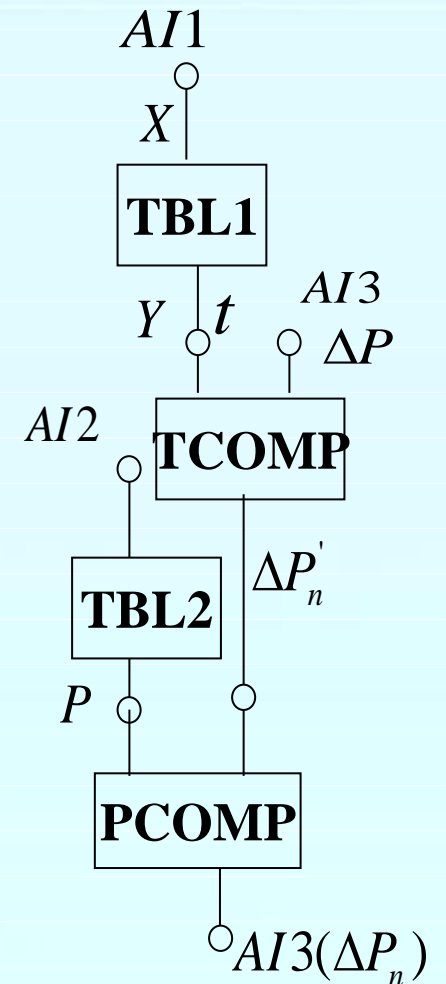 AI1
X
TBL1
Y t
AI3
ΔP
AI2
TCOMP
ΔP'n
TBL2
P
PCOMP
AI3(ΔPn)